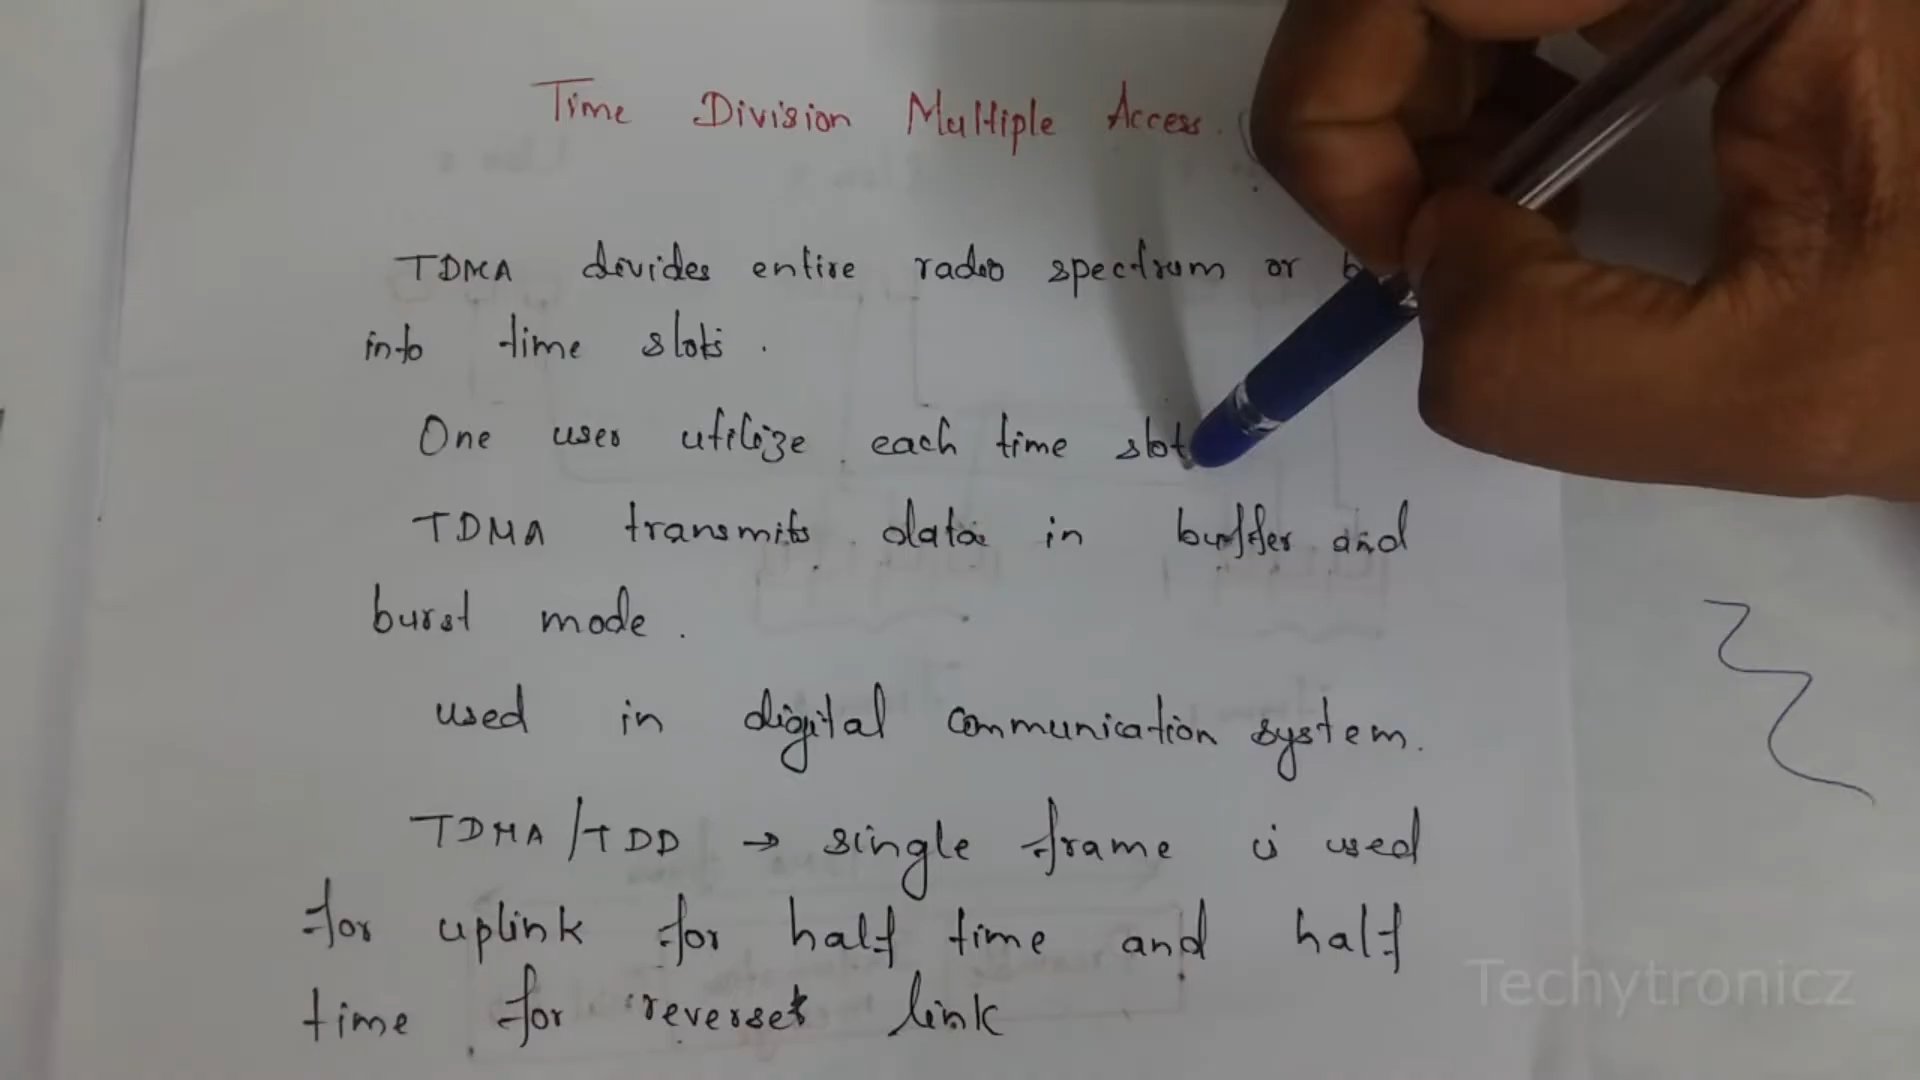 Time Division Multiple Access.
TDMA divides entire radio spectrum or
into time slots.
One user utilize each time slot
TDMA transmits data in buffer and
burst mode.
used in digital communication system.
TDMA/TDD → single frame is used
for uplink for half time and half
time for reverset link
Techytronicz